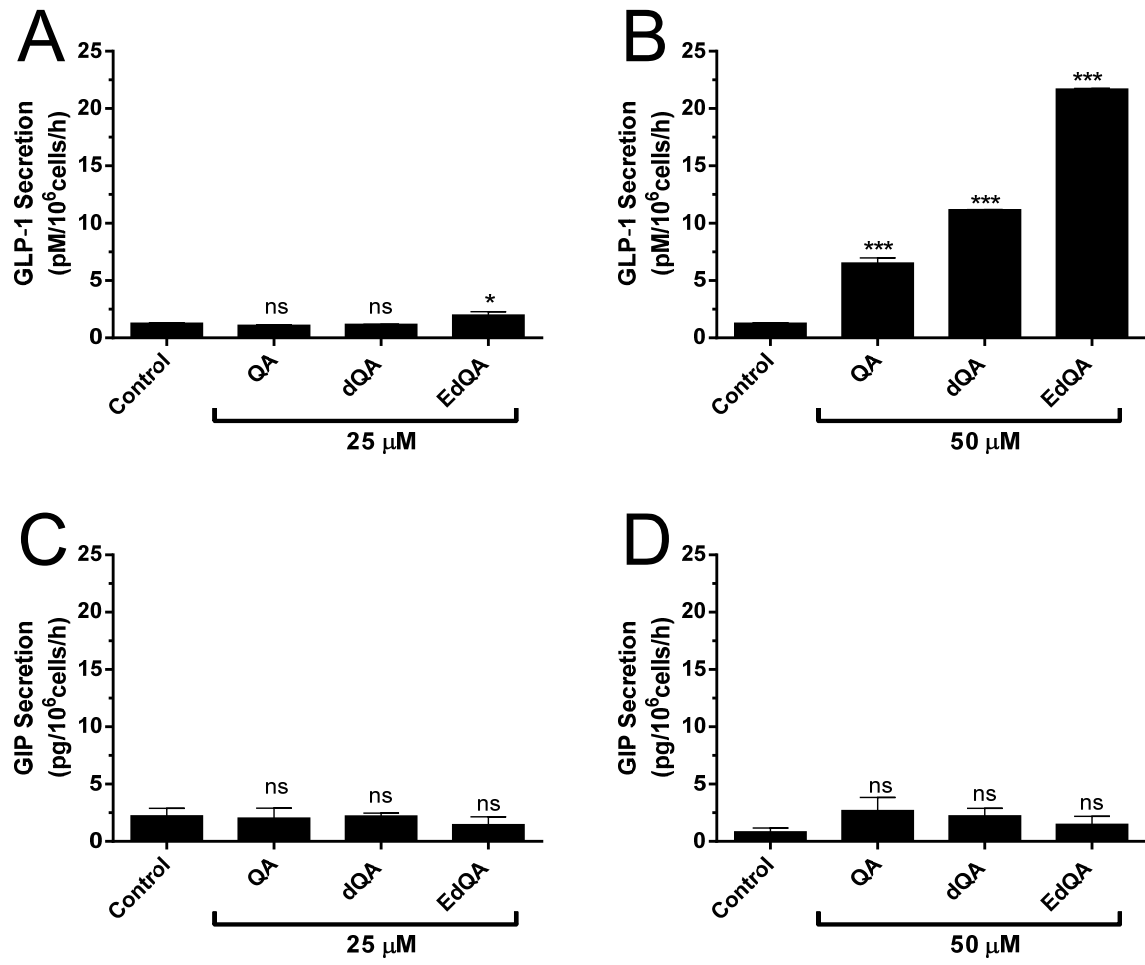 A
GLP-1 Secretion
(pM/10⁶cells/h)
25
20
15
10
5
0
ns
ns
*
Control
QA
dQA
EdQA
25 μM
B
GLP-1 Secretion
(pM/10⁶cells/h)
25
20
15
10
5
0
***
***
***
Control
QA
dQA
EdQA
50 μM
C
GIP Secretion
(pg/10⁶cells/h)
25
20
15
10
5
0
ns
ns
ns
Control
QA
dQA
EdQA
25 μM
D
GIP Secretion
(pg/10⁶cells/h)
25
20
15
10
5
0
ns
ns
ns
Control
QA
dQA
EdQA
50 μM